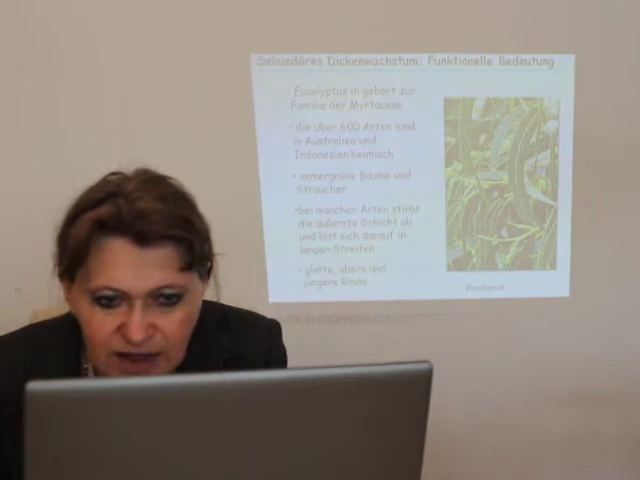 Sekundäres Dickenwachstum: Funktionelle Bedeutung
• Eucalyptus in gehört zur
Familie der Myrtaceae
• die über 600 Arten sind
in Australien und
Indonesien heimisch
• immergrüne Bäume und
Sträucher
• bei manchen Arten stirbt
die äußerste Schicht ab
und löst sich darauf in
langen Streifen
• glatte, obere und
jüngere Rinde
Eucalyptus